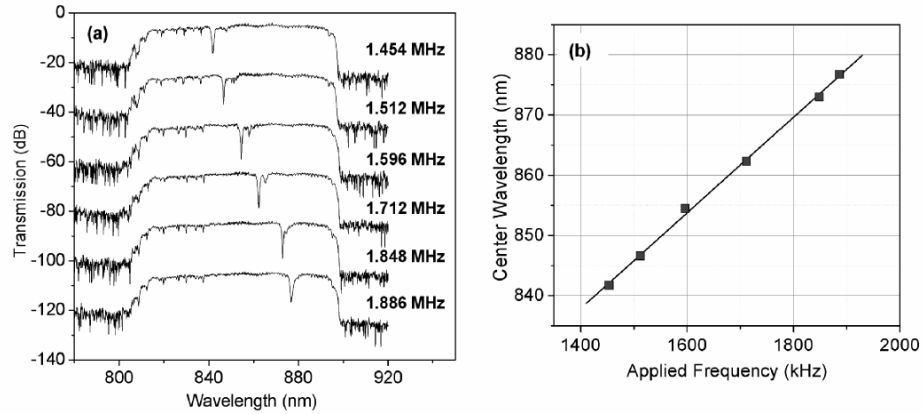 (a)
0
-20
-40
-60
-80
-100
-120
-140
Transmission (dB)
1.454 MHz
1.512 MHz
1.596 MHz
1.712 MHz
1.848 MHz
1.886 MHz
800 840 880 920
Wavelength (nm)
(b)
880
870
860
850
840
Center Wavelength (nm)
1400 1600 1800 2000
Applied Frequency (kHz)